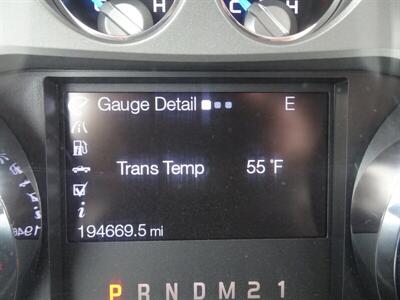 H C H
Gauge Detail E
Trans Temp 55 °F
i
194669.5 mi
P R N D M 2 1